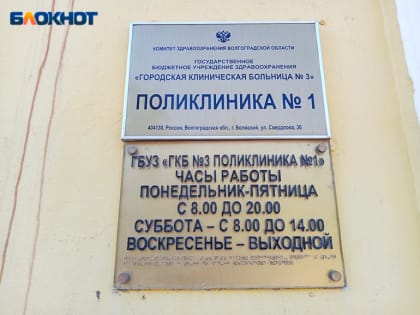 БЛОКНОТ
КОМИТЕТ ЗДРАВООХРАНЕНИЯ ВОЛГОГРАДСКОЙ ОБЛАСТИ
ГОСУДАРСТВЕННОЕ
БЮДЖЕТНОЕ УЧРЕЖДЕНИЕ ЗДРАВООХРАНЕНИЯ
«ГОРОДСКАЯ КЛИНИЧЕСКАЯ БОЛЬНИЦА № 3»
ПОЛИКЛИНИКА № 1
404130, Россия, Волгоградская обл., г. Волжский, ул. Свердлова, 30
ГБУЗ «ГКБ №3 ПОЛИКЛИНИКА №1»
ЧАСЫ РАБОТЫ
ПОНЕДЕЛЬНИК-ПЯТНИЦА
С 8.00 ДО 20.00
СУББОТА – С 8.00 ДО 14.00
ВОСКРЕСЕНЬЕ – ВЫХОДНОЙ